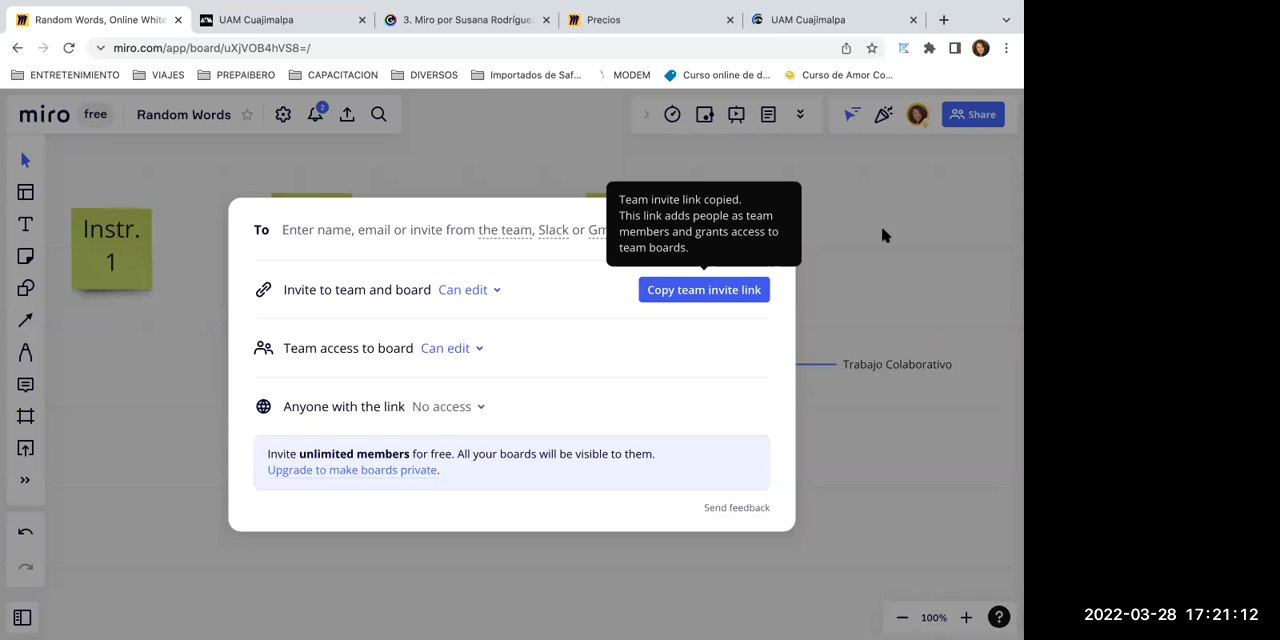 Random Words, Online White
UAM Cuajimalpa
3. Miro por Susana Rodríguez
Precios
UAM Cuajimalpa
miro.com/app/board/uXjVOB4hVS8=/
ENTRETENIMIENTO
VIAJES
PREPAIBERO
CAPACITACION
DIVERSOS
Importados de Saf...
MODEM
Curso online de d...
Curso de Amor Co...
miro free
Random Words
2
Share
Instr.
1
Team invite link copied.
This link adds people as team
members and grants access to
team boards.
To Enter name, email or invite from the team, Slack or Gm
Invite to team and board Can edit
Copy team invite link
Team access to board Can edit
Trabajo Colaborativo
Anyone with the link No access
Invite unlimited members for free. All your boards will be visible to them.
Upgrade to make boards private.
Send feedback
100%
?
2022-03-28 17:21:12